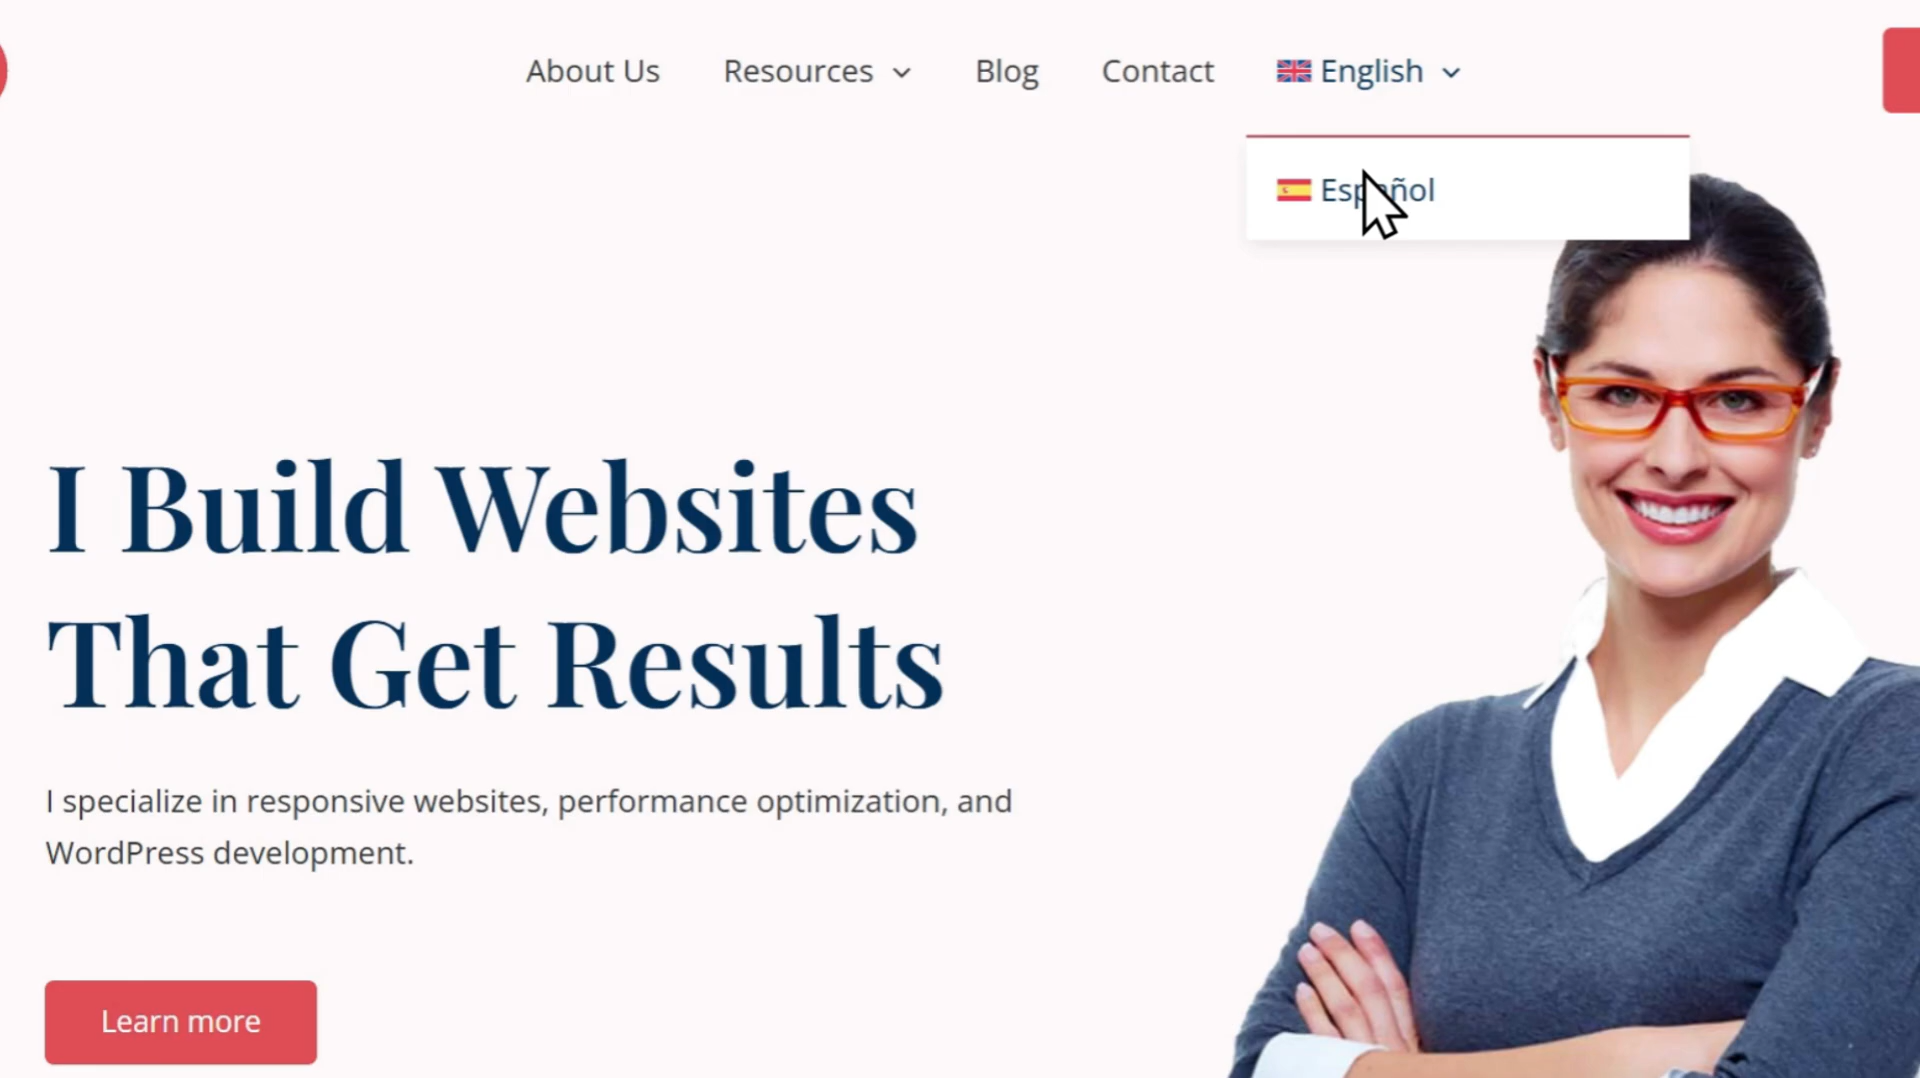 About Us
Resources
Blog
Contact
English
Español
I Build Websites
That Get Results
I specialize in responsive websites, performance optimization, and
WordPress development.
Learn more